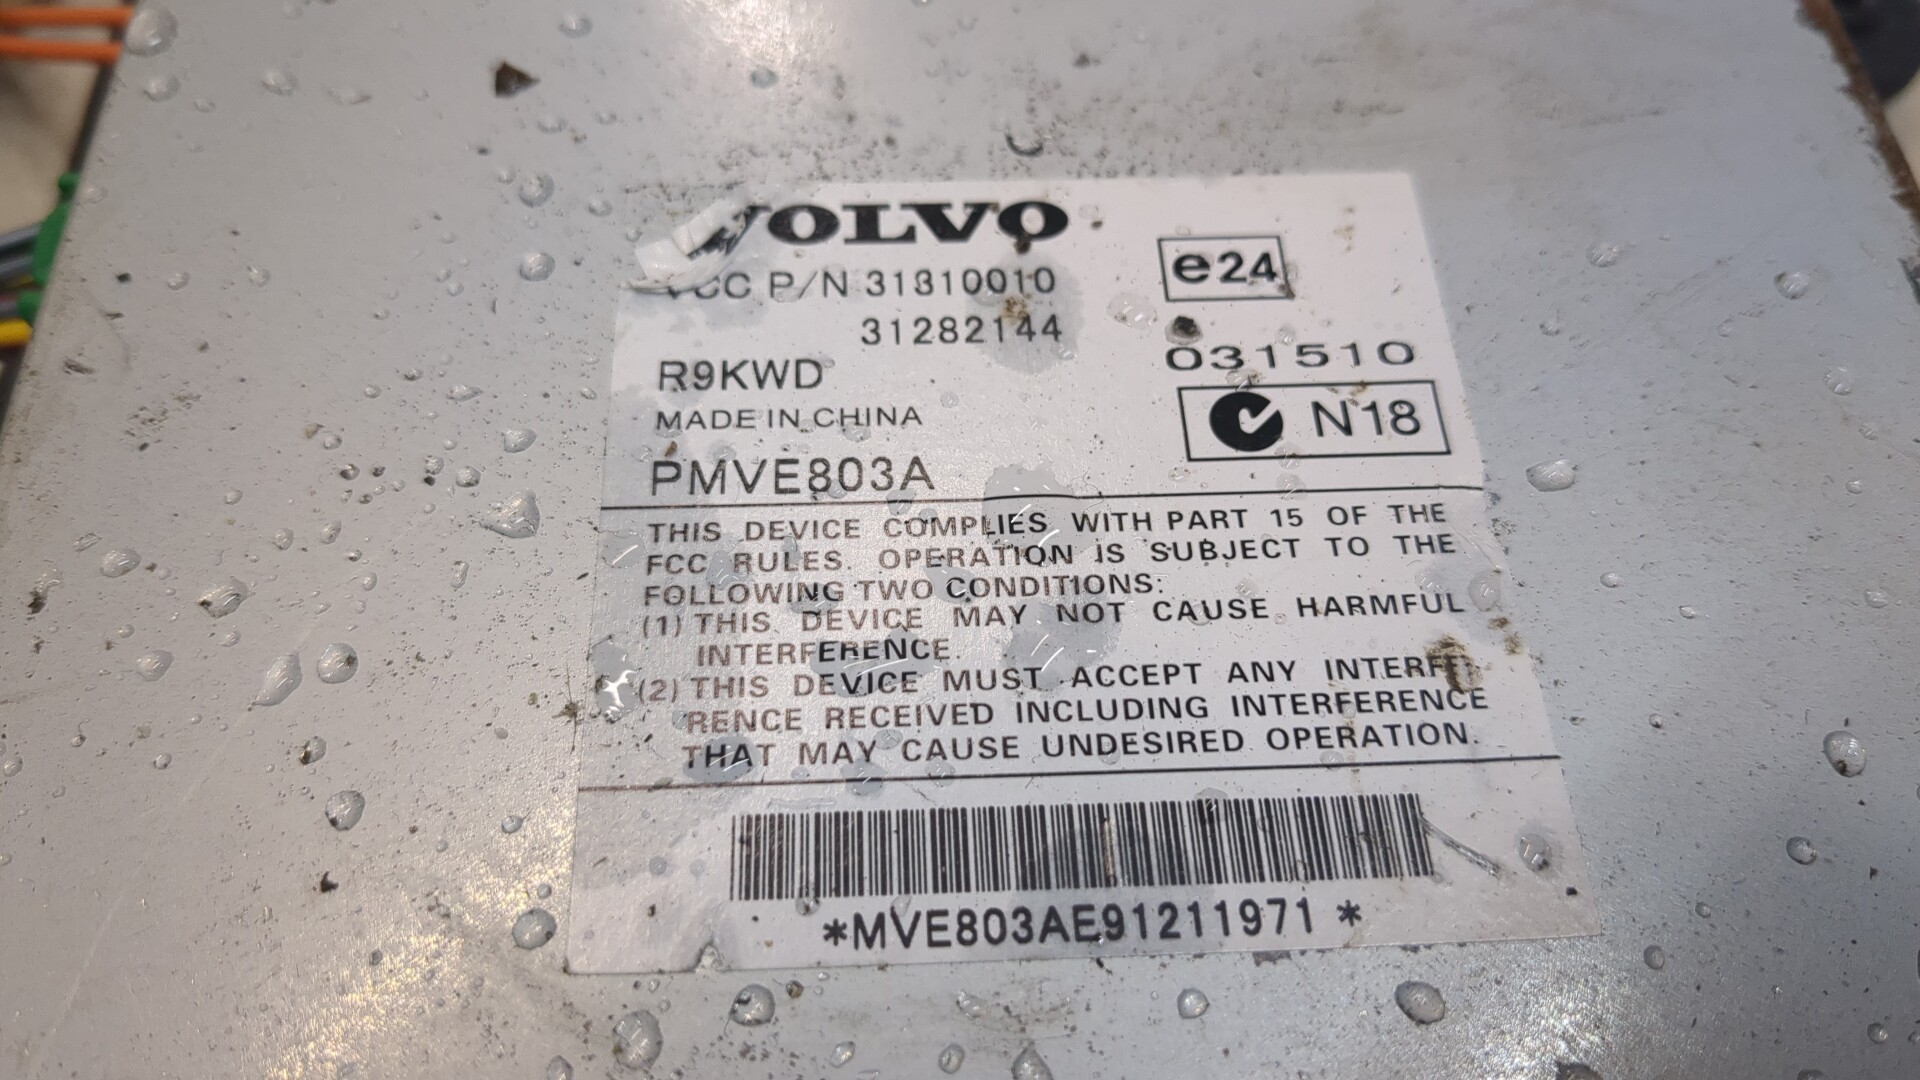 VOLVO
VCC P/N 31310010
31282144
e24
031510
R9KWD
MADE IN CHINA
N18
PMVE803A
THIS DEVICE COMPLIES WITH PART 15 OF THE
FCC RULES. OPERATION IS SUBJECT TO THE
FOLLOWING TWO CONDITIONS:
(1) THIS DEVICE MAY NOT CAUSE HARMFUL
INTERFERENCE.
(2) THIS DEVICE MUST ACCEPT ANY INTERFE-
RENCE RECEIVED INCLUDING INTERFERENCE
THAT MAY CAUSE UNDESIRED OPERATION.
*MVE803AE91211971 *